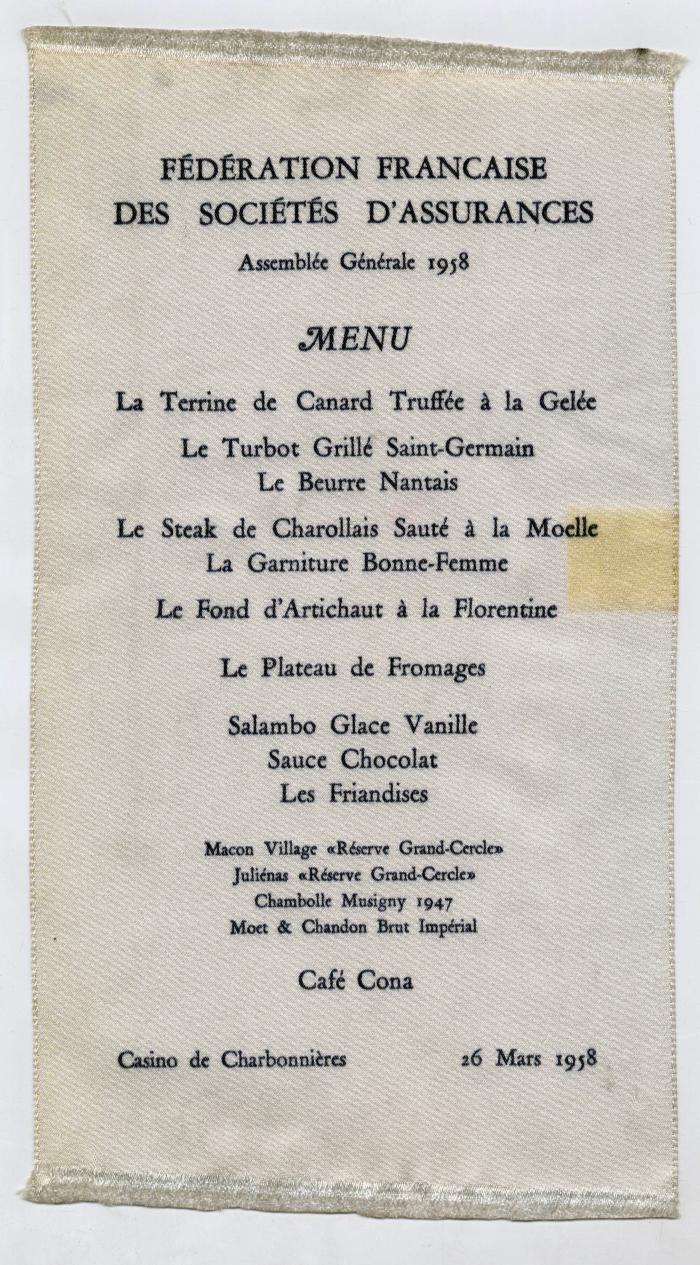 FÉDÉRATION FRANCAISE
DES SOCIÉTÉS D'ASSURANCES
Assemblée Générale 1958
MENU
La Terrine de Canard Truffée à la Gelée
Le Turbot Grillé Saint-Germain
Le Beurre Nantais
Le Steak de Charollais Sauté à la Moelle
La Garniture Bonne-Femme
Le Fond d'Artichaut à la Florentine
Le Plateau de Fromages
Salambo Glace Vanille
Sauce Chocolat
Les Friandises
Macon Village «Réserve Grand-Cercle»
Juliénas «Réserve Grand-Cercle»
Chambolle Musigny 1947
Moet & Chandon Brut Impérial
Café Cona
Casino de Charbonnières 26 Mars 1958